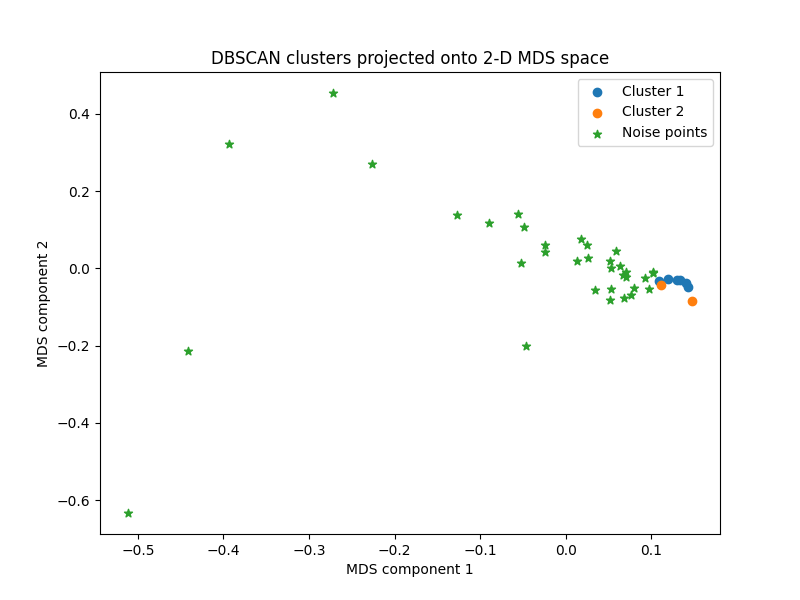 DBSCAN clusters projected onto 2-D MDS space
Cluster 1
Cluster 2
Noise points
0.4
0.2
0.0
−0.2
−0.4
−0.6
MDS component 2
−0.5
−0.4
−0.3
−0.2
−0.1
0.0
0.1
MDS component 1